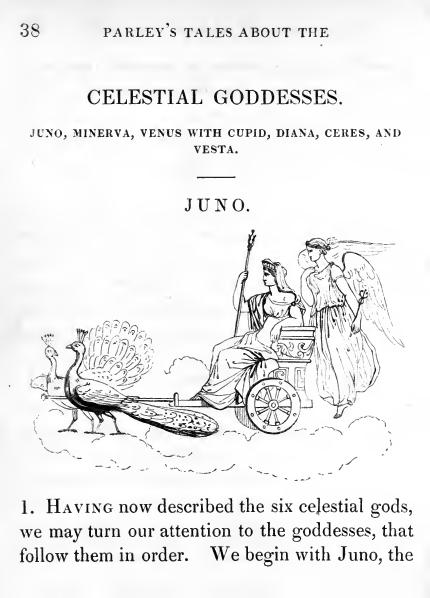 38 PARLEY'S TALES ABOUT THE
CELESTIAL GODDESSES.
JUNO, MINERVA, VENUS WITH CUPID, DIANA, CERES, AND
VESTA.
JUNO.
1. HAVING now described the six celestial gods,
we may turn our attention to the goddesses, that
follow them in order. We begin with Juno, the